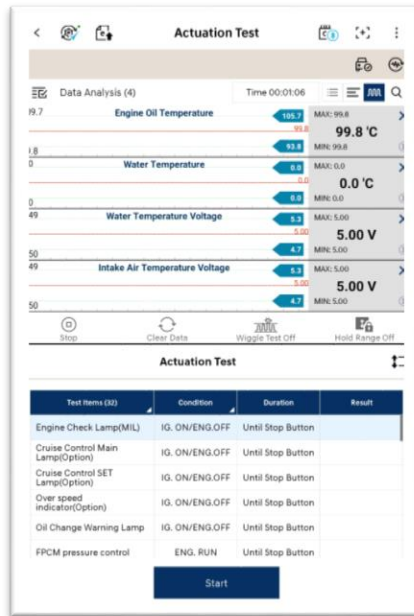 Actuation Test
Data Analysis (4)
Time 00:01:06
9.7
Engine Oil Temperature
105.7
MAX: 99.8
99.8
99.8 'C
93.8
MIN: 99.8
1.8
0
Water Temperature
0.0
MAX: 0.0
0.0
0.0 'C
0.0
MIN: 0.0
0
49
Water Temperature Voltage
5.3
MAX: 5.00
5.00
5.00 V
4.7
MIN: 5.00
50
49
Intake Air Temperature Voltage
5.3
MAX: 5.00
5.00
5.00 V
4.7
MIN: 5.00
50
Stop
Clear Data
Wiggle Test Off
Hold Range Off
Actuation Test
Test Items (32)
Condition
Duration
Result
Engine Check Lamp(MIL)
IG. ON/ENG.OFF
Until Stop Button
Cruise Control Main
Lamp(Option)
IG. ON/ENG.OFF
Until Stop Button
Cruise Control SET
Lamp(Option)
IG. ON/ENG.OFF
Until Stop Button
Over speed
indicator(Option)
IG. ON/ENG.OFF
Until Stop Button
Oil Change Warning Lamp
IG. ON/ENG.OFF
Until Stop Button
FPCM pressure control
ENG. RUN
Until Stop Button
Start